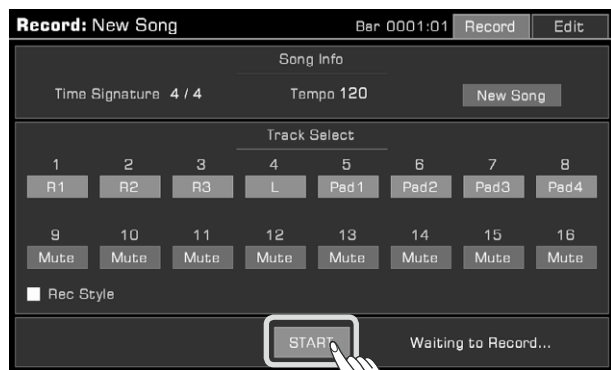 Record: New Song Bar 0001:01 Record Edit
Song Info
Time Signature 4 / 4 Tempo 120 New Song
Track Select
1 2 3 4 5 6 7 8
R1 R2 R3 L Pad1 Pad2 Pad3 Pad4
9 10 11 12 13 14 15 16
Mute Mute Mute Mute Mute Mute Mute Mute
Rec Style
START Waiting to Record...